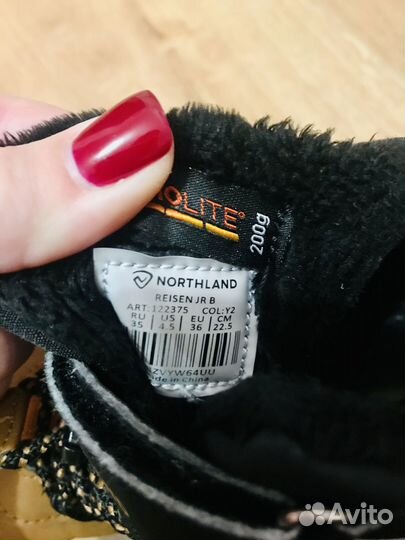 OLITE®
200g
NORTHLAND
REISEN JR B
ART:122375 COL:Y2
RU US EU CM
35 4.5 36 22.5
ZVYW64UU
Made in China
Avito